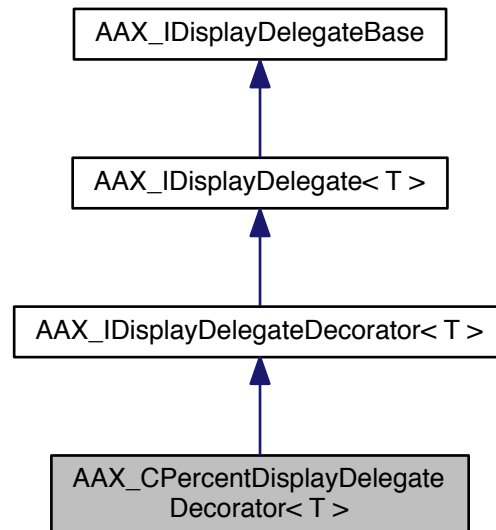 AAX_IDisplayDelegateBase
AAX_IDisplayDelegate< T >
AAX_IDisplayDelegateDecorator< T >
AAX_CPercentDisplayDelegate
Decorator< T >